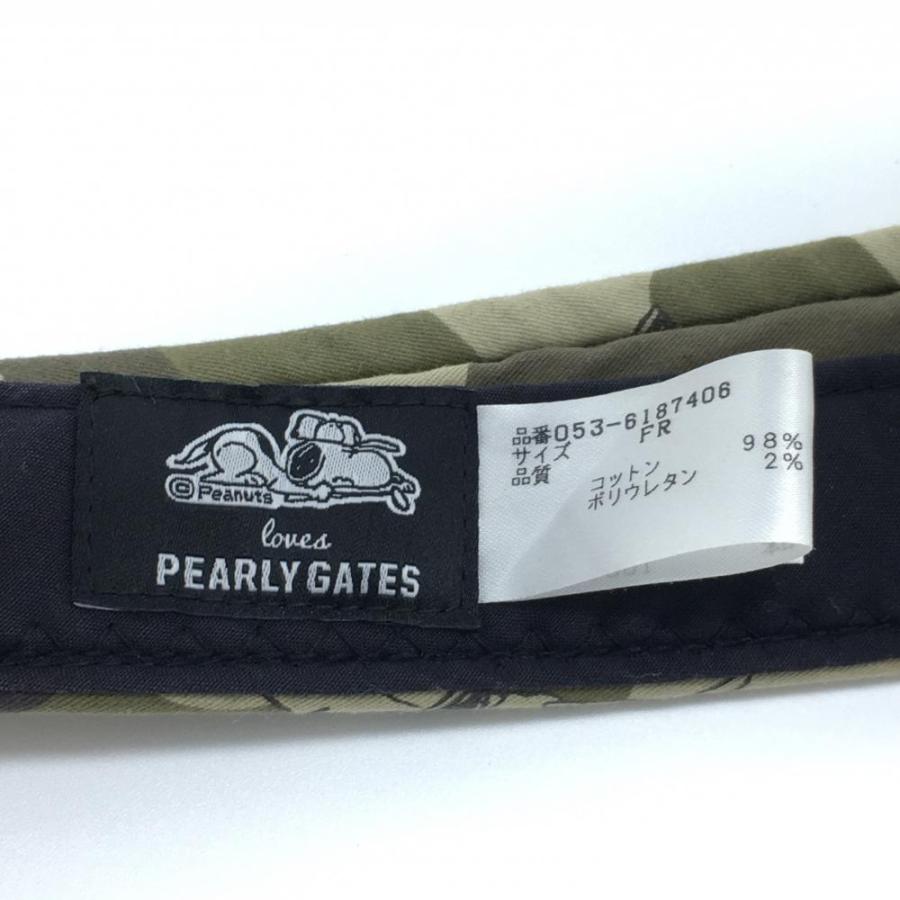 ©Peanuts
loves
PEARLY GATES
品番053-6187406
サイズ FR
品質 コットン 98%
ポリウレタン 2%